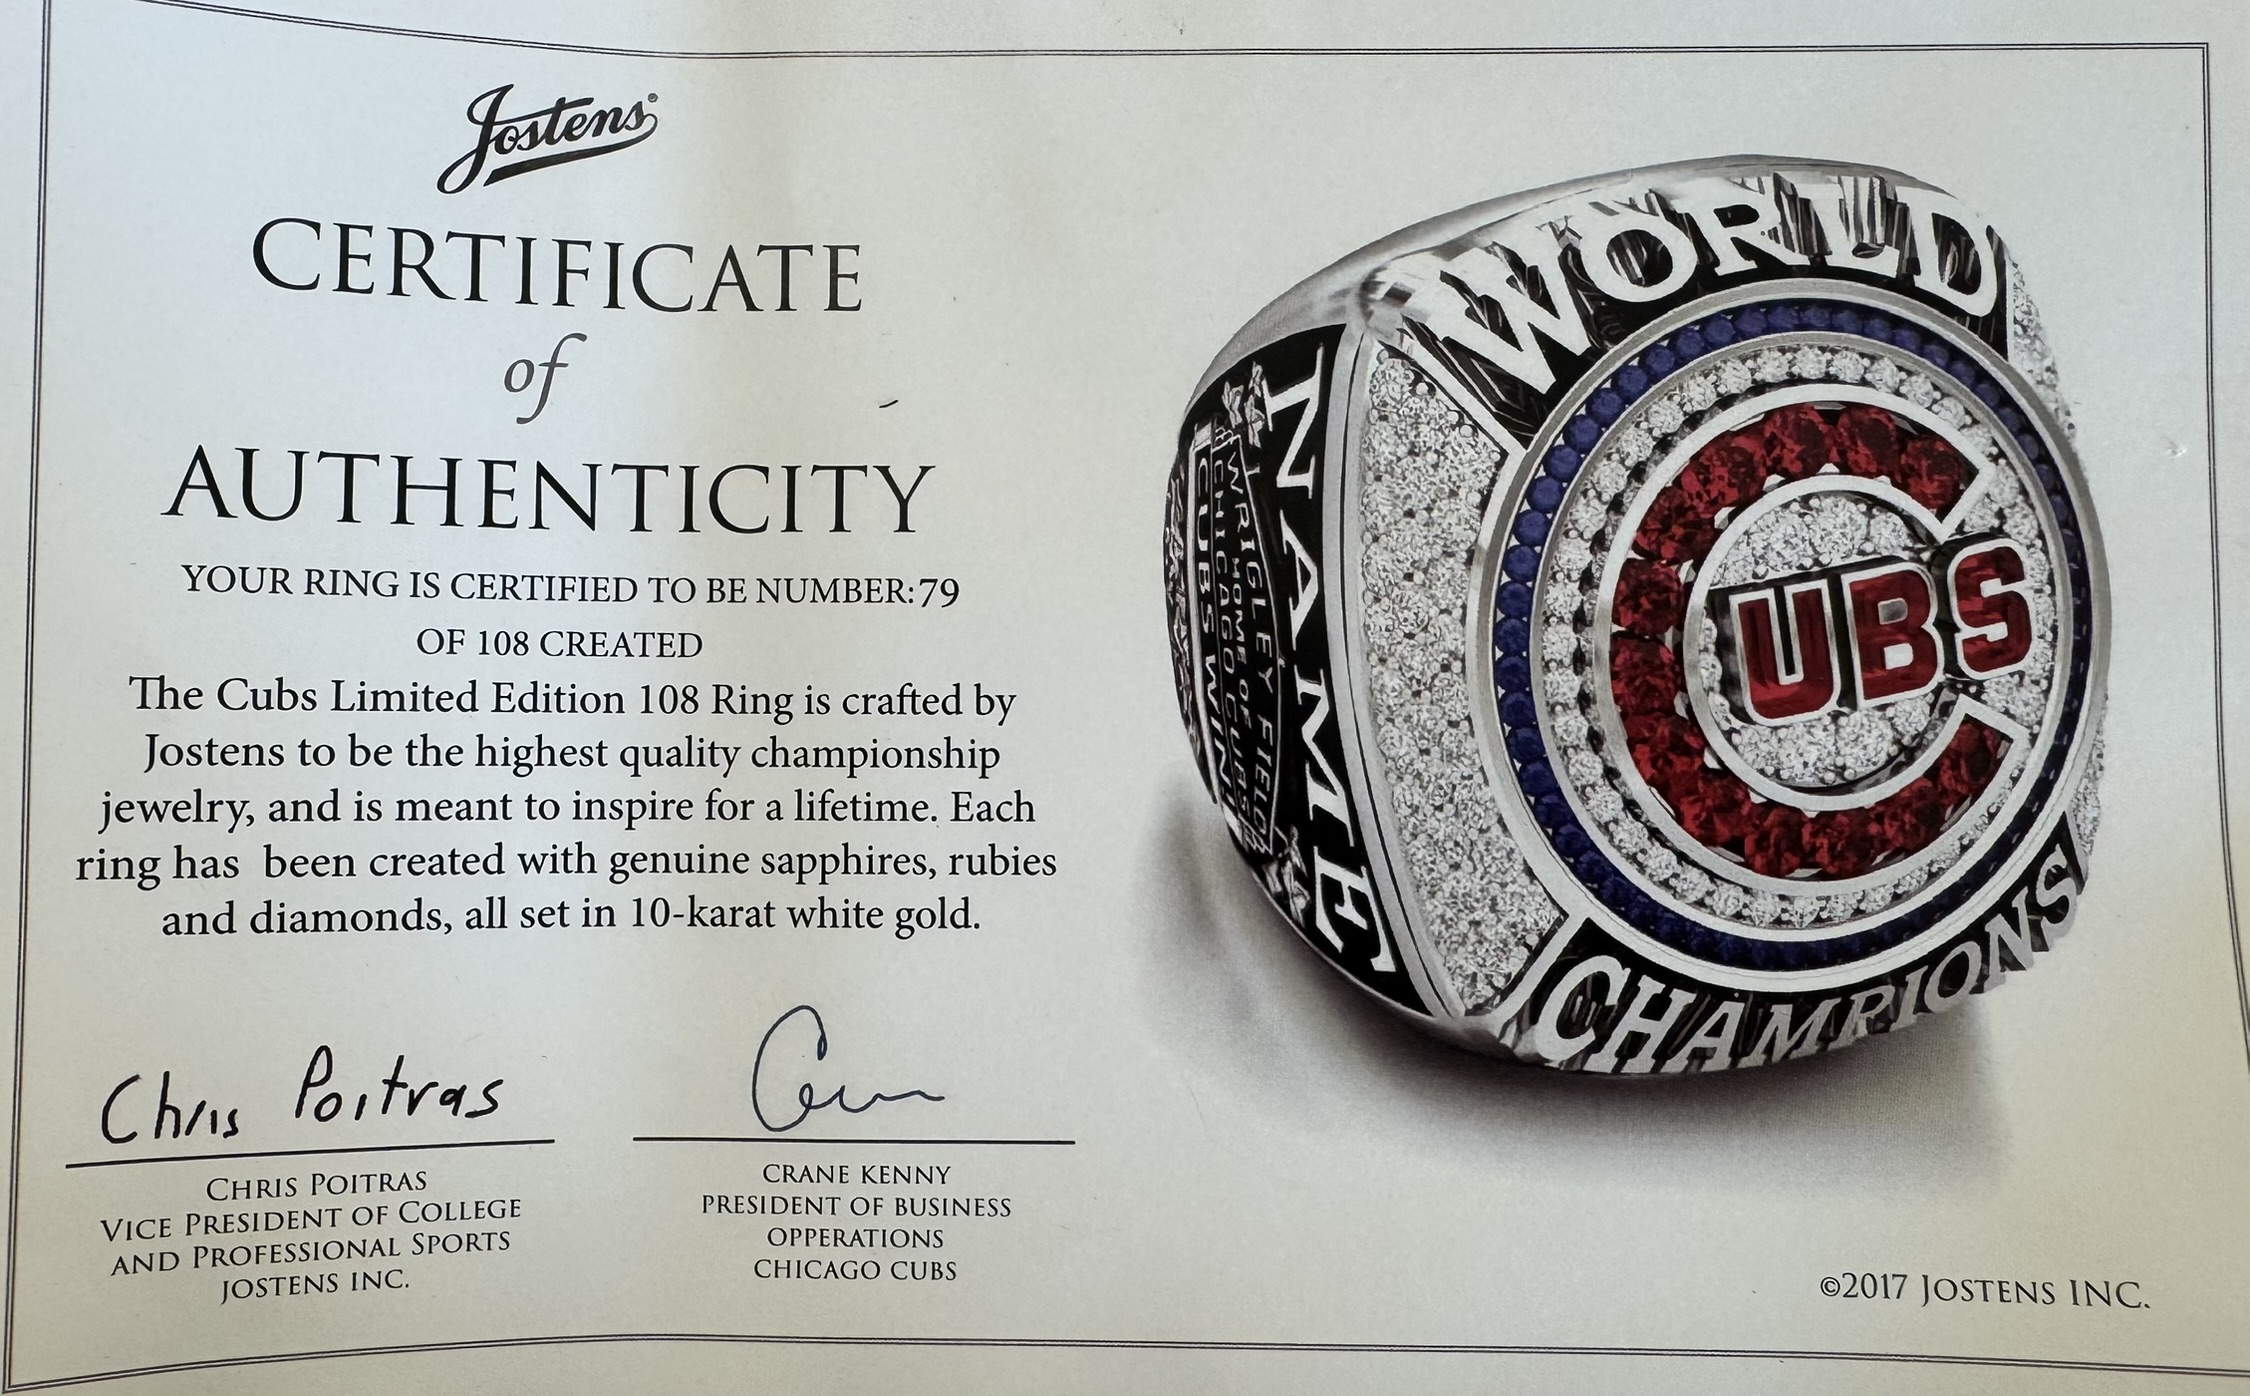 Jostens®
CERTIFICATE
of
AUTHENTICITY
YOUR RING IS CERTIFIED TO BE NUMBER:79
OF 108 CREATED
The Cubs Limited Edition 108 Ring is crafted by
Jostens to be the highest quality championship
jewelry, and is meant to inspire for a lifetime. Each
ring has been created with genuine sapphires, rubies
and diamonds, all set in 10-karat white gold.
Chris Poitras
CHRIS POITRAS
VICE PRESIDENT OF COLLEGE
AND PROFESSIONAL SPORTS
JOSTENS INC.
CRANE KENNY
PRESIDENT OF BUSINESS
OPPERATIONS
CHICAGO CUBS
WORLD
CUBS
CHAMPIONS
NAME
WRIGLEY FIELD
HOME OF
CHICAGO CUBS
CUBS WIN
©2017 JOSTENS INC.